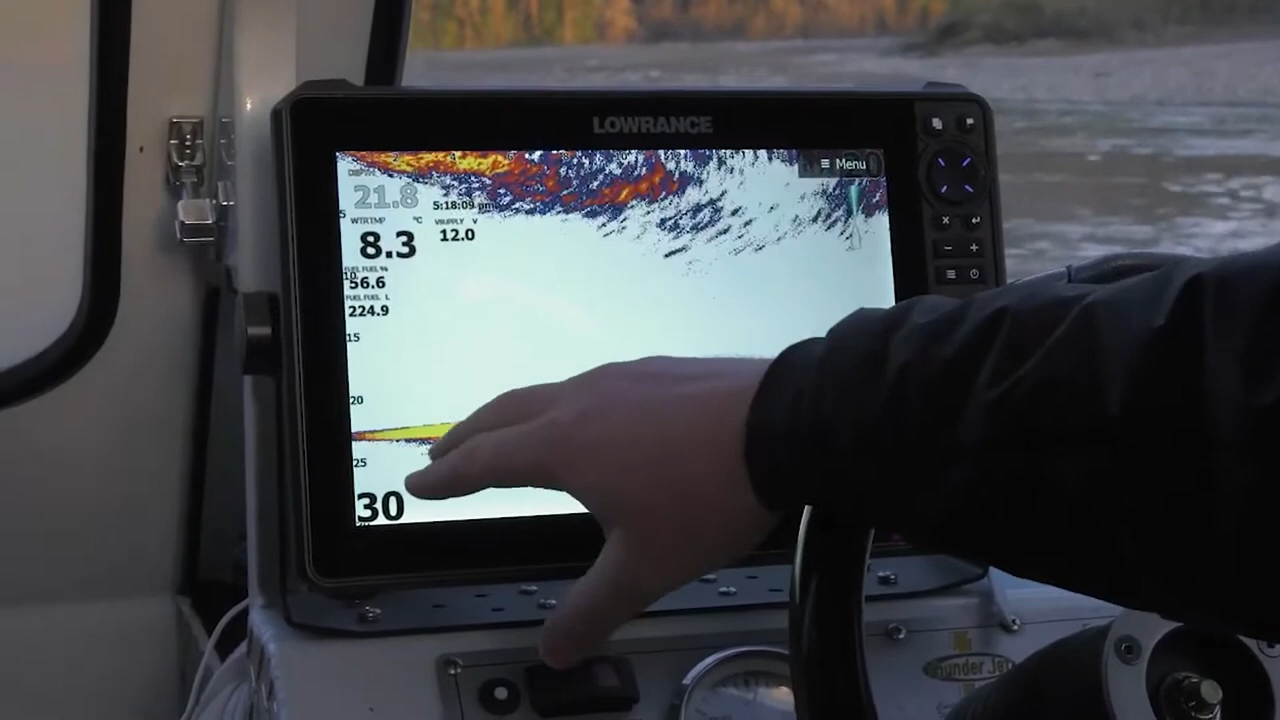 LOWRANCE
Menu
DEPTH
21.8
5:18:09 pm
5
WTRTMP °C
VSUPPLY V
8.3
12.0
FUEL FUEL %
10
56.6
FUEL FUEL L
224.9
15
20
25
30
Thunder Jet